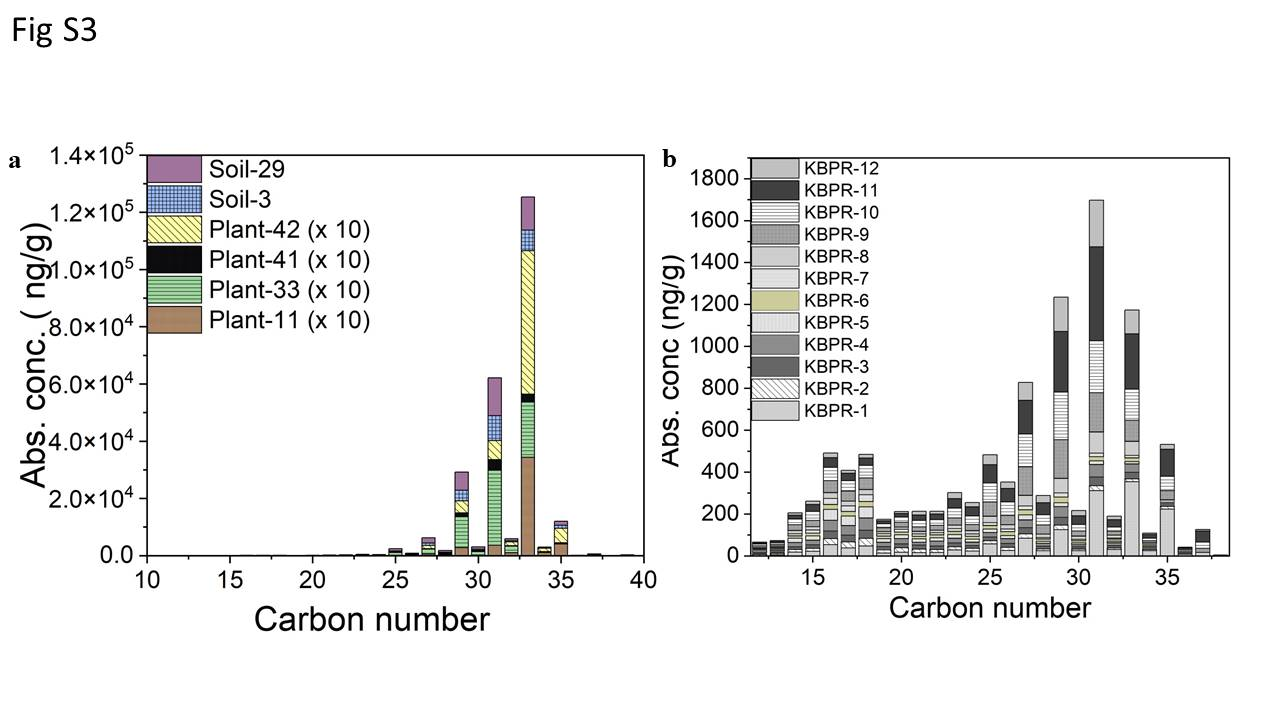 Fig S3
a
1.4×10⁵
1.2×10⁵
1.0×10⁵
8.0×10⁴
6.0×10⁴
4.0×10⁴
2.0×10⁴
0.0
Abs. conc. ( ng/g)
Soil-29
Soil-3
Plant-42 (x 10)
Plant-41 (x 10)
Plant-33 (x 10)
Plant-11 (x 10)
10 15 20 25 30 35 40
Carbon number
b
1800
1600
1400
1200
1000
800
600
400
200
0
Abs. conc (ng/g)
KBPR-12
KBPR-11
KBPR-10
KBPR-9
KBPR-8
KBPR-7
KBPR-6
KBPR-5
KBPR-4
KBPR-3
KBPR-2
KBPR-1
15 20 25 30 35
Carbon number